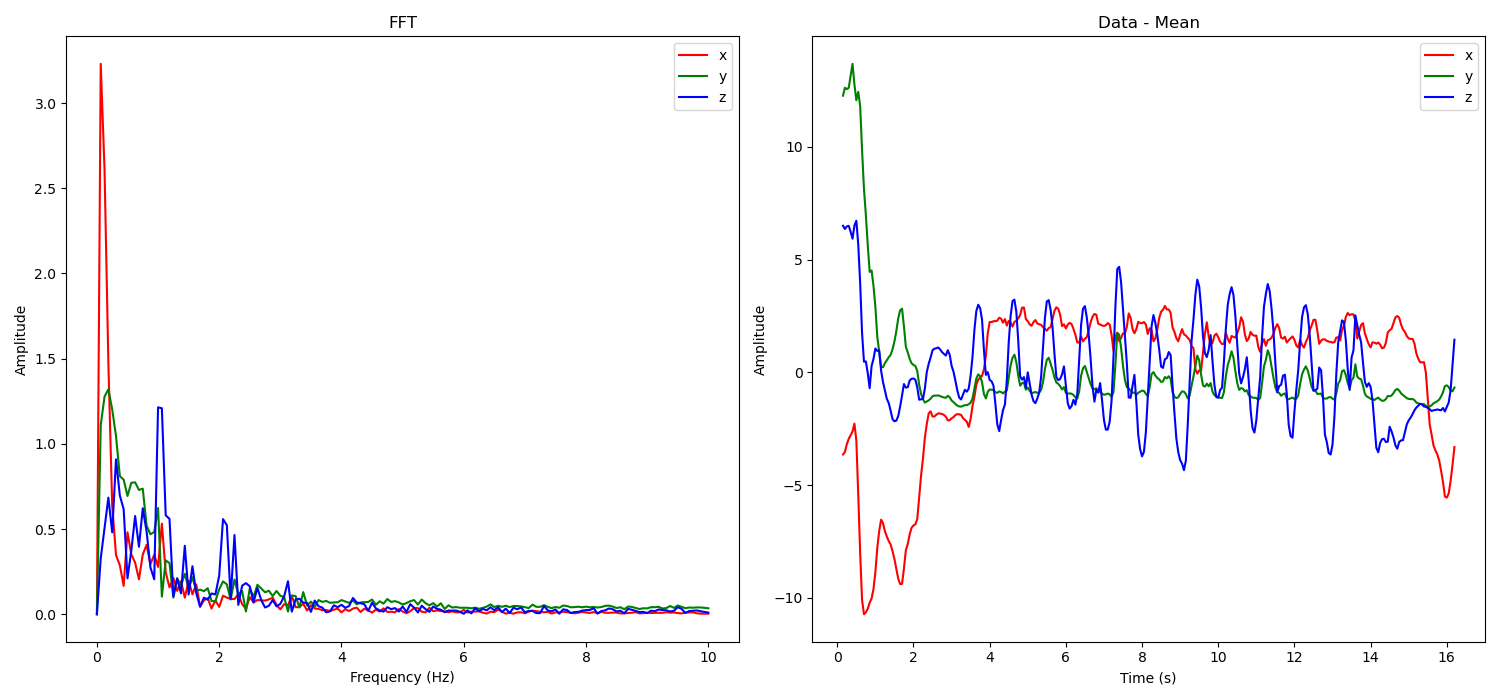 FFT
x
y
z
3.0
2.5
2.0
1.5
1.0
0.5
0.0
Amplitude
0 2 4 6 8 10
Frequency (Hz)
Data - Mean
x
y
z
10
5
0
−5
−10
Amplitude
0 2 4 6 8 10 12 14 16
Time (s)